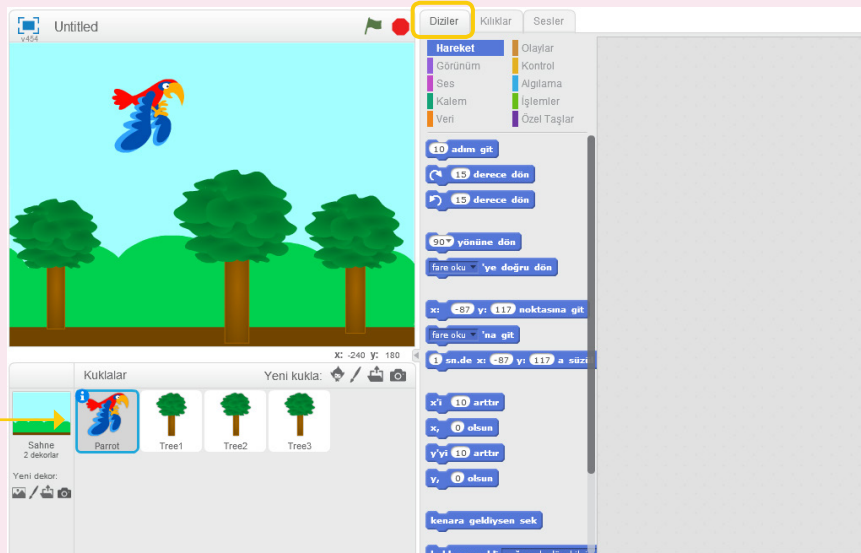 Untitled
v454
Diziler Kılıklar Sesler
Hareket Olaylar
Görünüm Kontrol
Ses Algılama
Kalem İşlemler
Veri Özel Taşlar
10 adım git
15 derece dön
15 derece dön
90 yönüne dön
fare oku 'ye doğru dön
x: -87 y: 117 noktasına git
fare oku 'na git
1 sn.de x: -87 y: 117 a
x'i 10 arttır
x, 0 olsun
y'yi 10 arttır
y, 0 olsun
kenara geldiysen sek
X: -240 y: 180
Kuklalar Yeni kukla:
Sahne
2 dekorlar
Yeni dekor:
Parrot Tree1 Tree2 Tree3